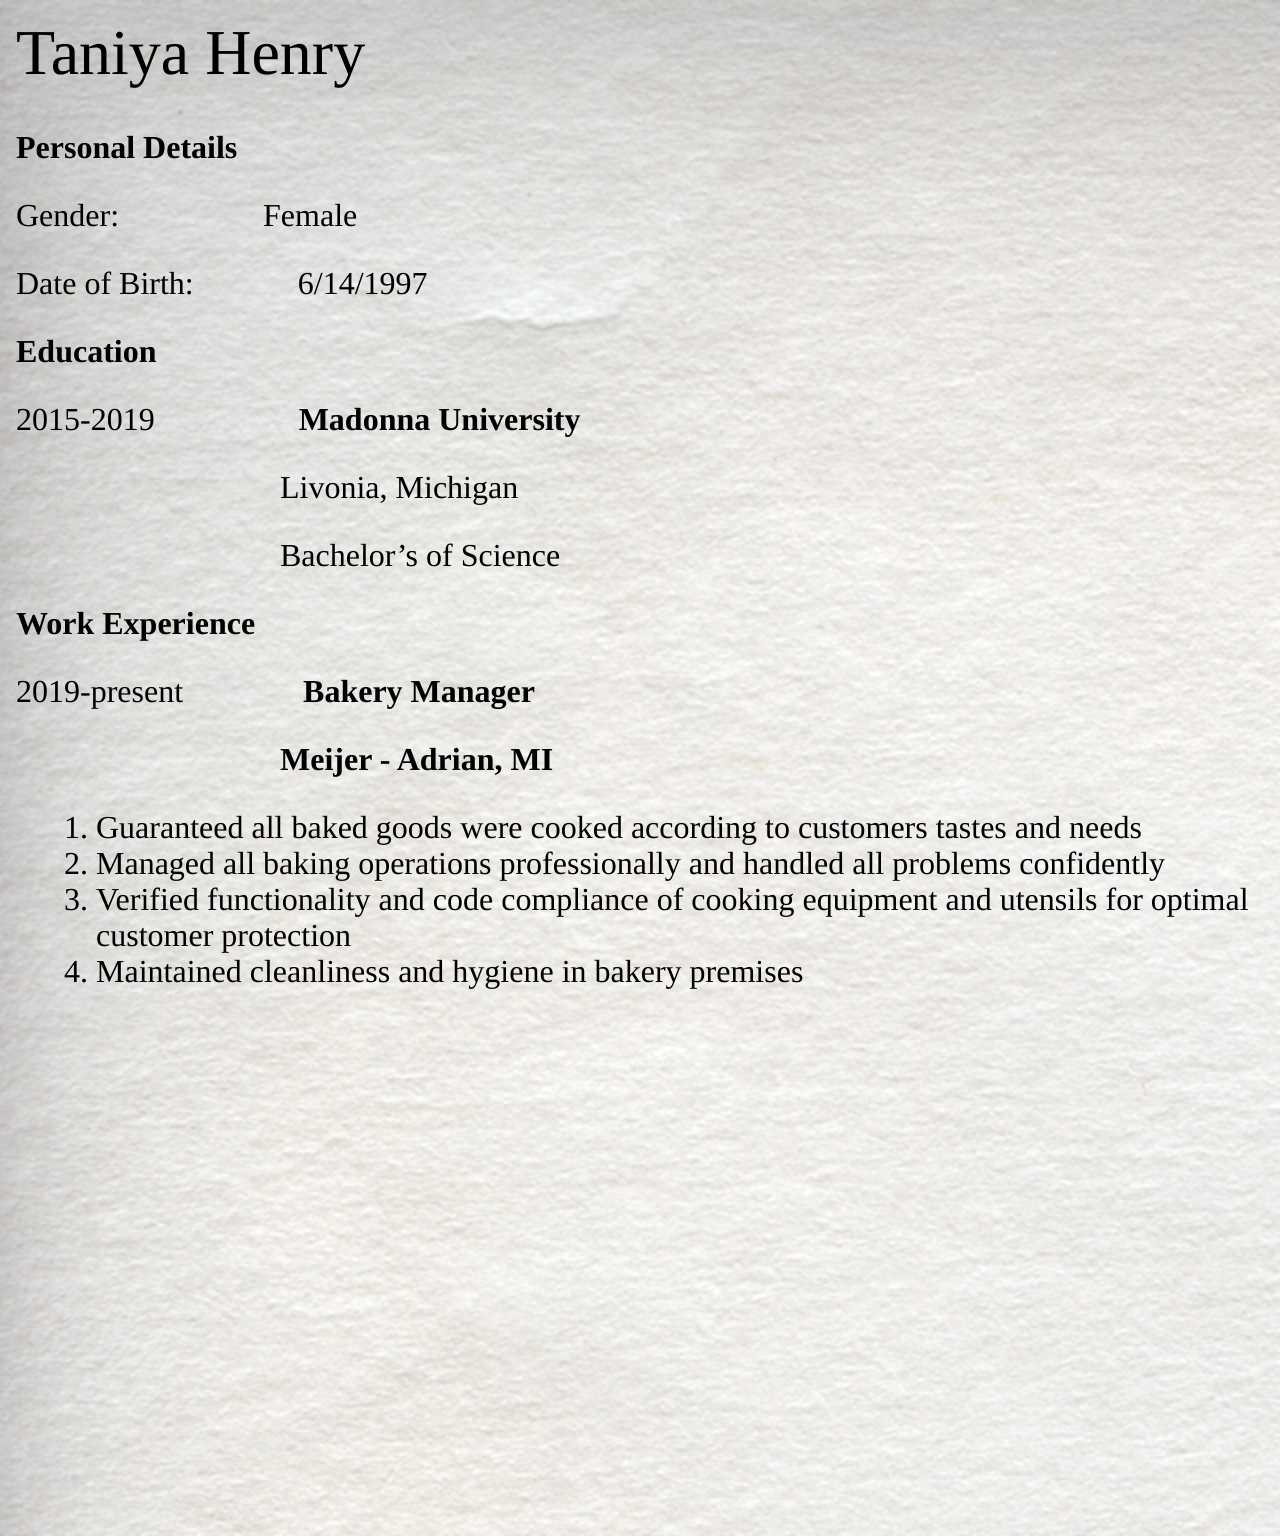 Taniya Henry
Personal Details
Gender: Female
Date of Birth: 6/14/1997
Education
2015-2019 Madonna University
Livonia, Michigan
Bachelor’s of Science
Work Experience
2019-present Bakery Manager
Meijer - Adrian, MI
1. Guaranteed all baked goods were cooked according to customers tastes and needs
2. Managed all baking operations professionally and handled all problems confidently
3. Verified functionality and code compliance of cooking equipment and utensils for optimal
customer protection
4. Maintained cleanliness and hygiene in bakery premises